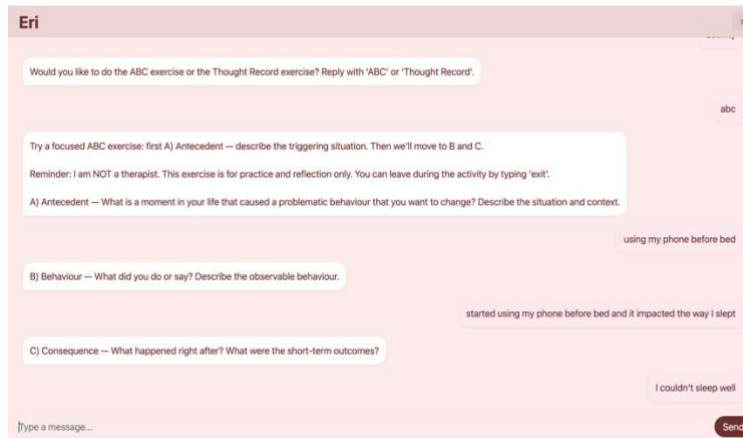 Eri
Would you like to do the ABC exercise or the Thought Record exercise? Reply with 'ABC' or 'Thought Record'.
abc
Try a focused ABC exercise: first A) Antecedent — describe the triggering situation. Then we'll move to B and C.
Reminder: I am NOT a therapist. This exercise is for practice and reflection only. You can leave during the activity by typing 'exit'.
A) Antecedent — What is a moment in your life that caused a problematic behaviour that you want to change? Describe the situation and context.
using my phone before bed
B) Behaviour — What did you do or say? Describe the observable behaviour.
started using my phone before bed and it impacted the way I slept
C) Consequence — What happened right after? What were the short-term outcomes?
I couldn't sleep well
Type a message...
Send